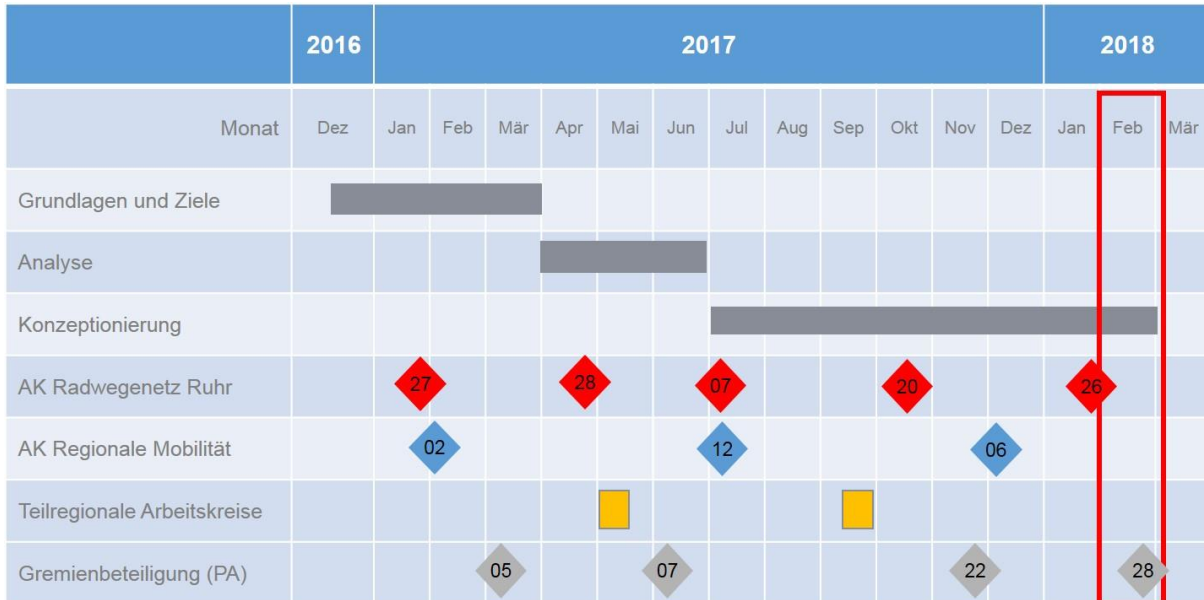 2016 2017 2018
Monat Dez Jan Feb Mär Apr Mai Jun Jul Aug Sep Okt Nov Dez Jan Feb Mär
Grundlagen und Ziele
Analyse
Konzeptionierung
AK Radwegenetz Ruhr 27 28 07 20 26
AK Regionale Mobilität 02 12 06
Teilregionale Arbeitskreise
Gremienbeteiligung (PA) 05 07 22 28